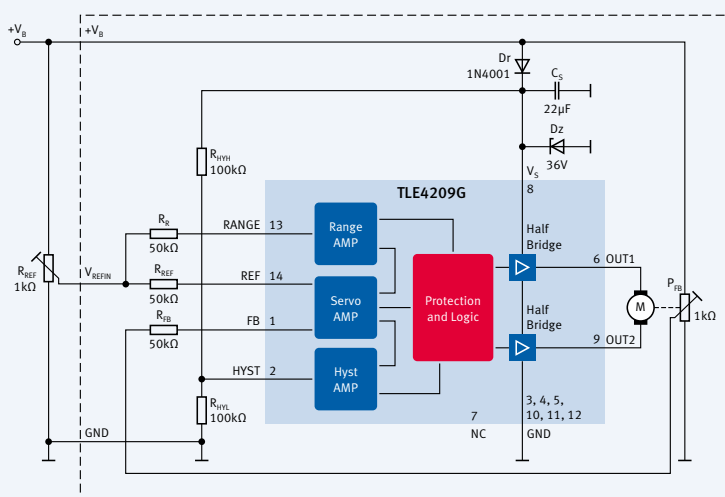 +V_B
+V_B
Dr
1N4001
C_S
22µF
Dz
36V
R_HYH
100kΩ
V_S
8
TLE4209G
R_R
50kΩ
RANGE 13
Range
AMP
Half
Bridge
R_REF
1kΩ
V_REFIN
R_REF
50kΩ
REF 14
Servo
AMP
Protection
and Logic
6 OUT1
P_FB
1kΩ
M
R_FB
50kΩ
FB 1
Half
Bridge
9 OUT2
HYST 2
Hyst
AMP
R_HYL
100kΩ
GND
7
NC
3, 4, 5,
10, 11, 12
GND